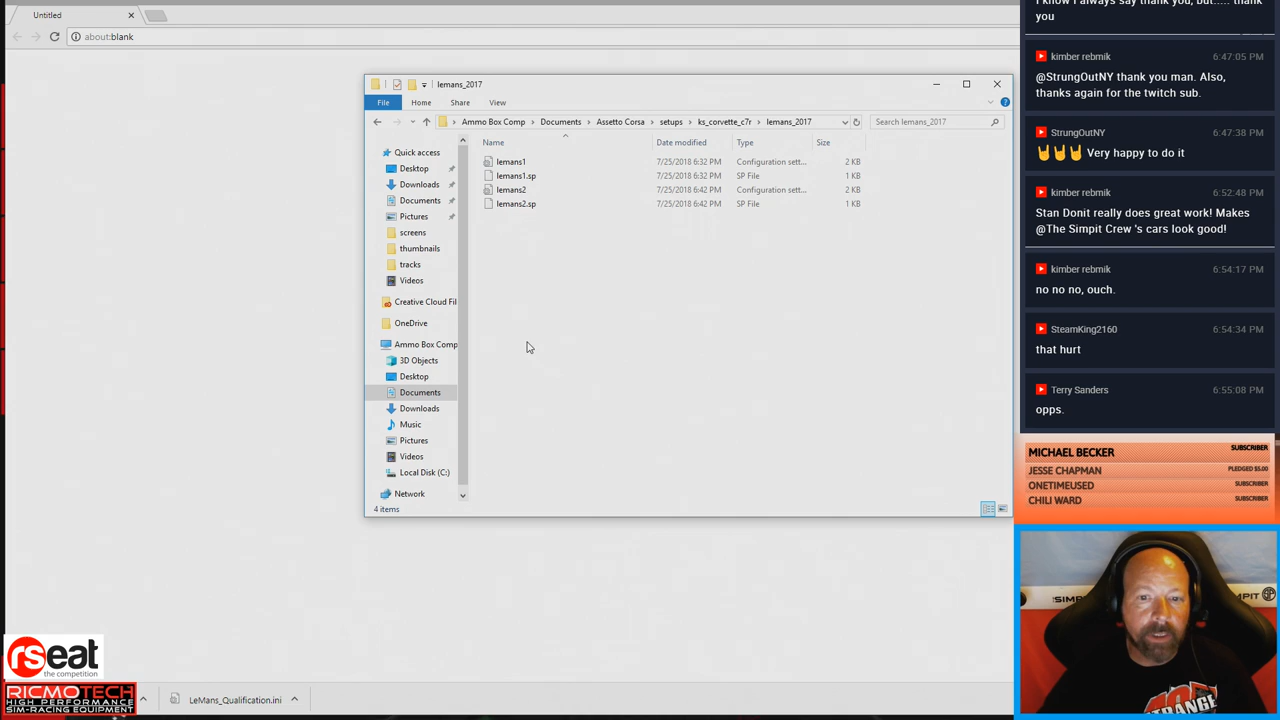 Untitled
about:blank
lemans_2017
File Home Share View
Ammo Box Comp Documents Assetto Corsa setups ks_corvette_c7r lemans_2017
Search lemans_2017
Name Date modified Type Size
lemans1 7/25/2018 6:32 PM Configuration sett... 2 KB
lemans1.sp 7/25/2018 6:32 PM SP File 1 KB
lemans2 7/25/2018 6:42 PM Configuration sett... 2 KB
lemans2.sp 7/25/2018 6:42 PM SP File 1 KB
Quick access
Desktop
Downloads
Documents
Pictures
screens
thumbnails
tracks
Videos
Creative Cloud Fil
OneDrive
Ammo Box Comp
3D Objects
Desktop
Documents
Downloads
Music
Pictures
Videos
Local Disk (C:)
Network
4 items
I know I always say thank you, but..... thank
you
kimber rebmik 6:47:05 PM
@StrungOutNY thank you man. Also,
thanks again for the twitch sub.
StrungOutNY 6:47:38 PM
🤘🤘🤘 Very happy to do it
kimber rebmik 6:52:48 PM
Stan Donit really does great work! Makes
@The Simpit Crew 's cars look good!
kimber rebmik 6:54:17 PM
no no no, ouch.
SteamKing2160 6:54:34 PM
that hurt
Terry Sanders 6:55:08 PM
opps.
MICHAEL BECKER SUBSCRIBER
JESSE CHAPMAN PLEDGED $5.00
ONETIMEUSED SUBSCRIBER
CHILI WARD SUBSCRIBER
rseat
the competition
RICMOTECH
HIGH PERFORMANCE
SIM-RACING EQUIPMENT
LeMans_Qualification.ini